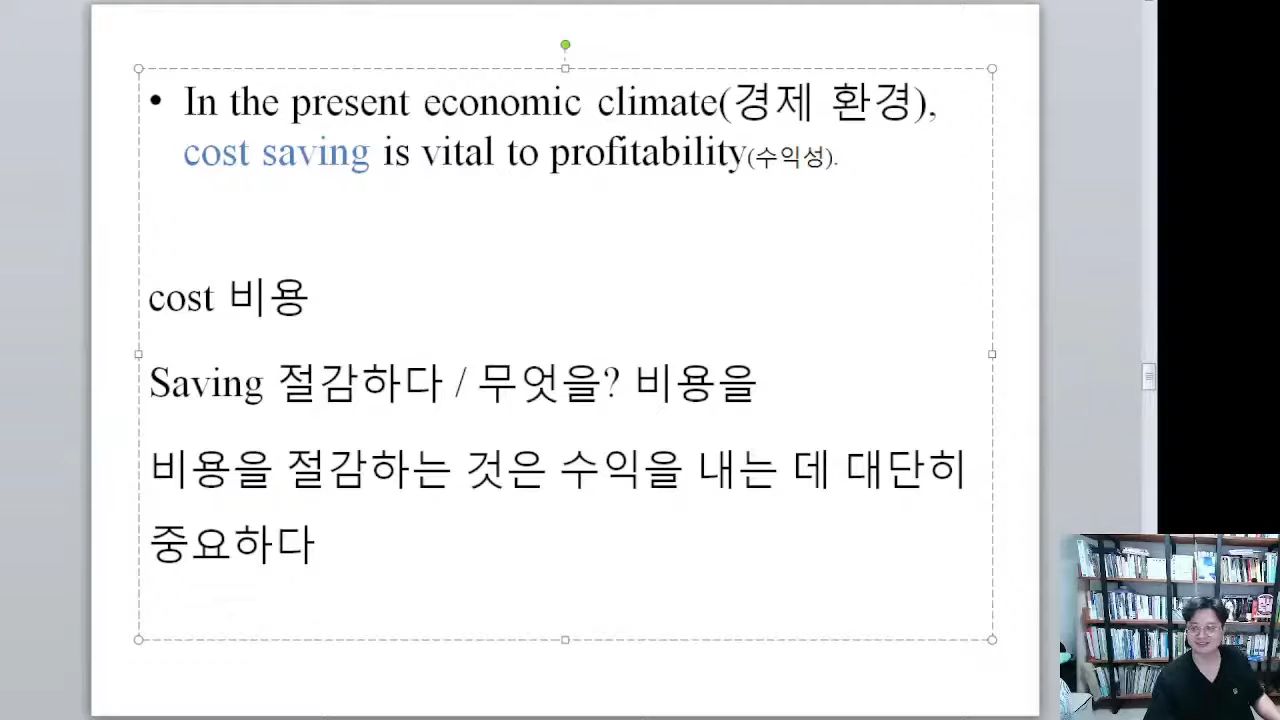 • In the present economic climate(경제 환경),
cost saving is vital to profitability(수익성).
cost 비용
Saving 절감하다 / 무엇을? 비용을
비용을 절감하는 것은 수익을 내는 데 대단히
중요하다